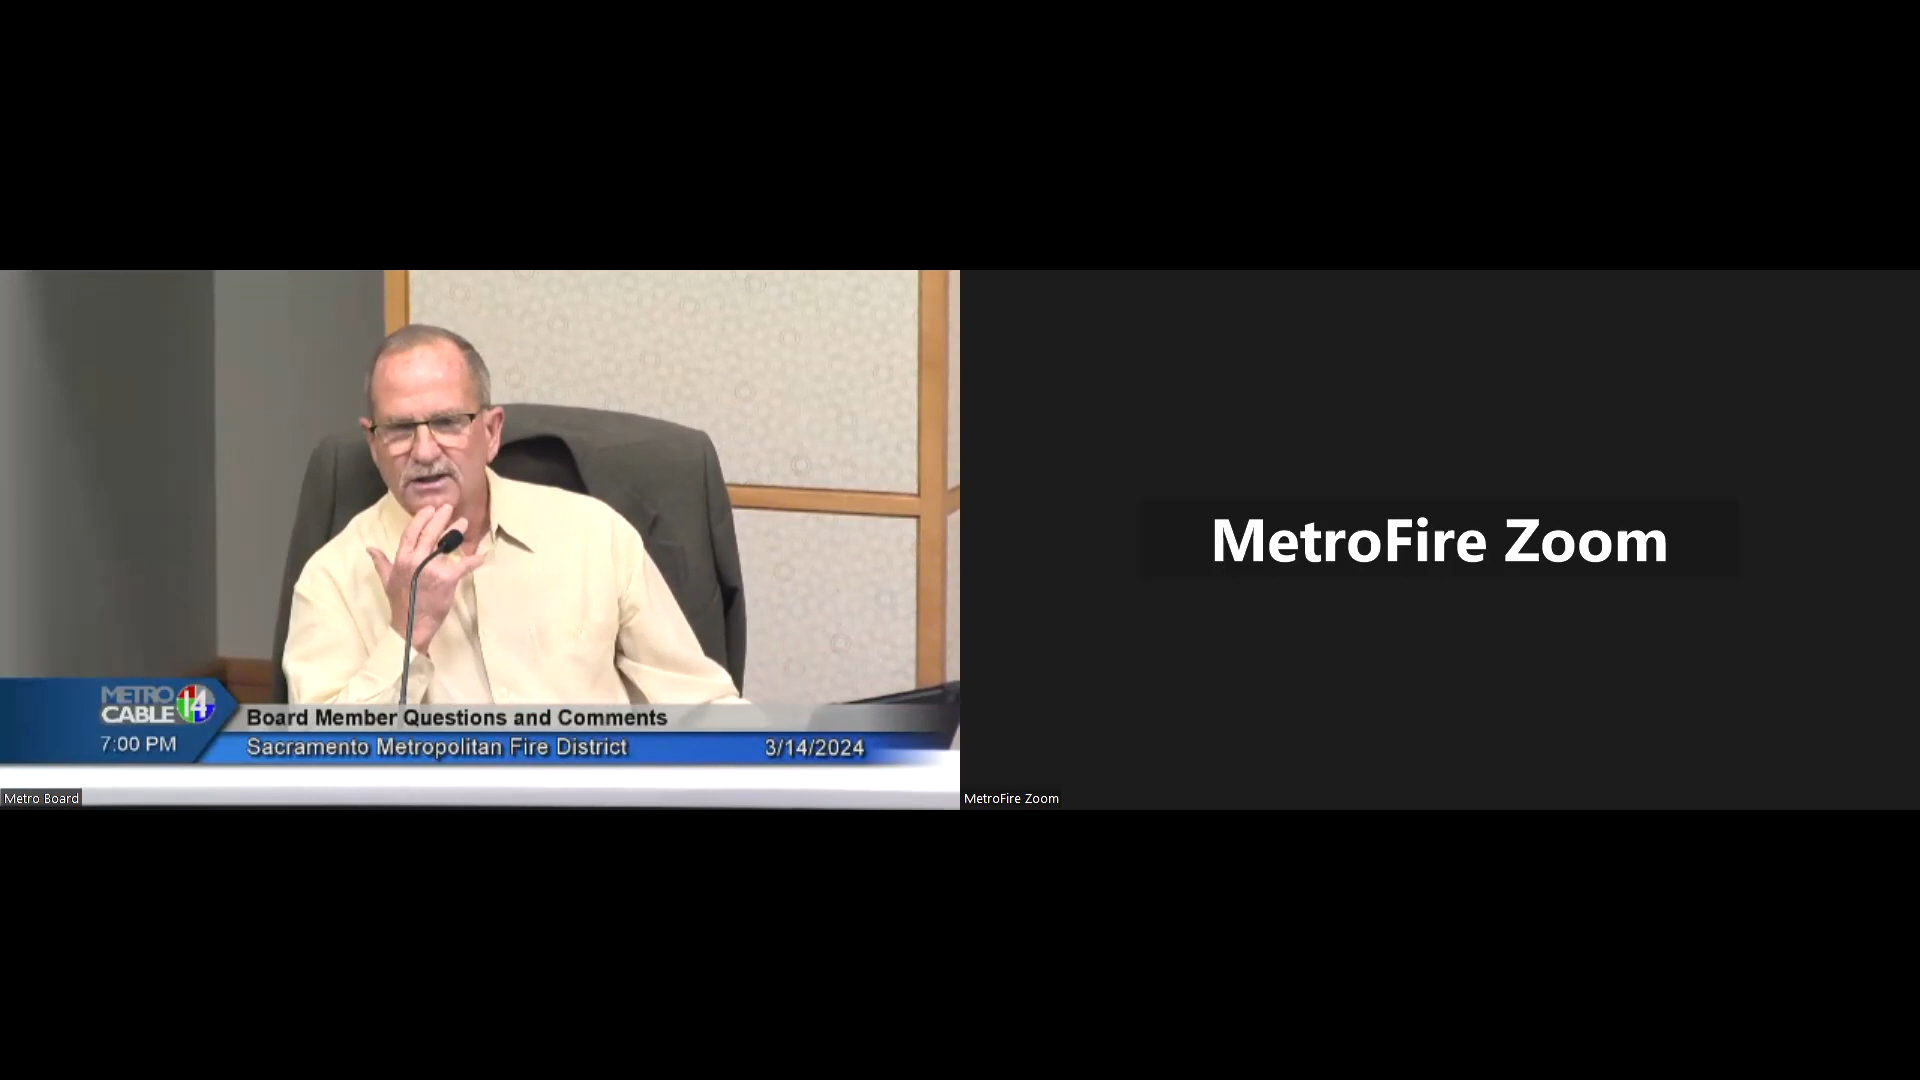 METRO
CABLE 14
7:00 PM
Board Member Questions and Comments
Sacramento Metropolitan Fire District
3/14/2024
Metro Board
MetroFire Zoom
MetroFire Zoom